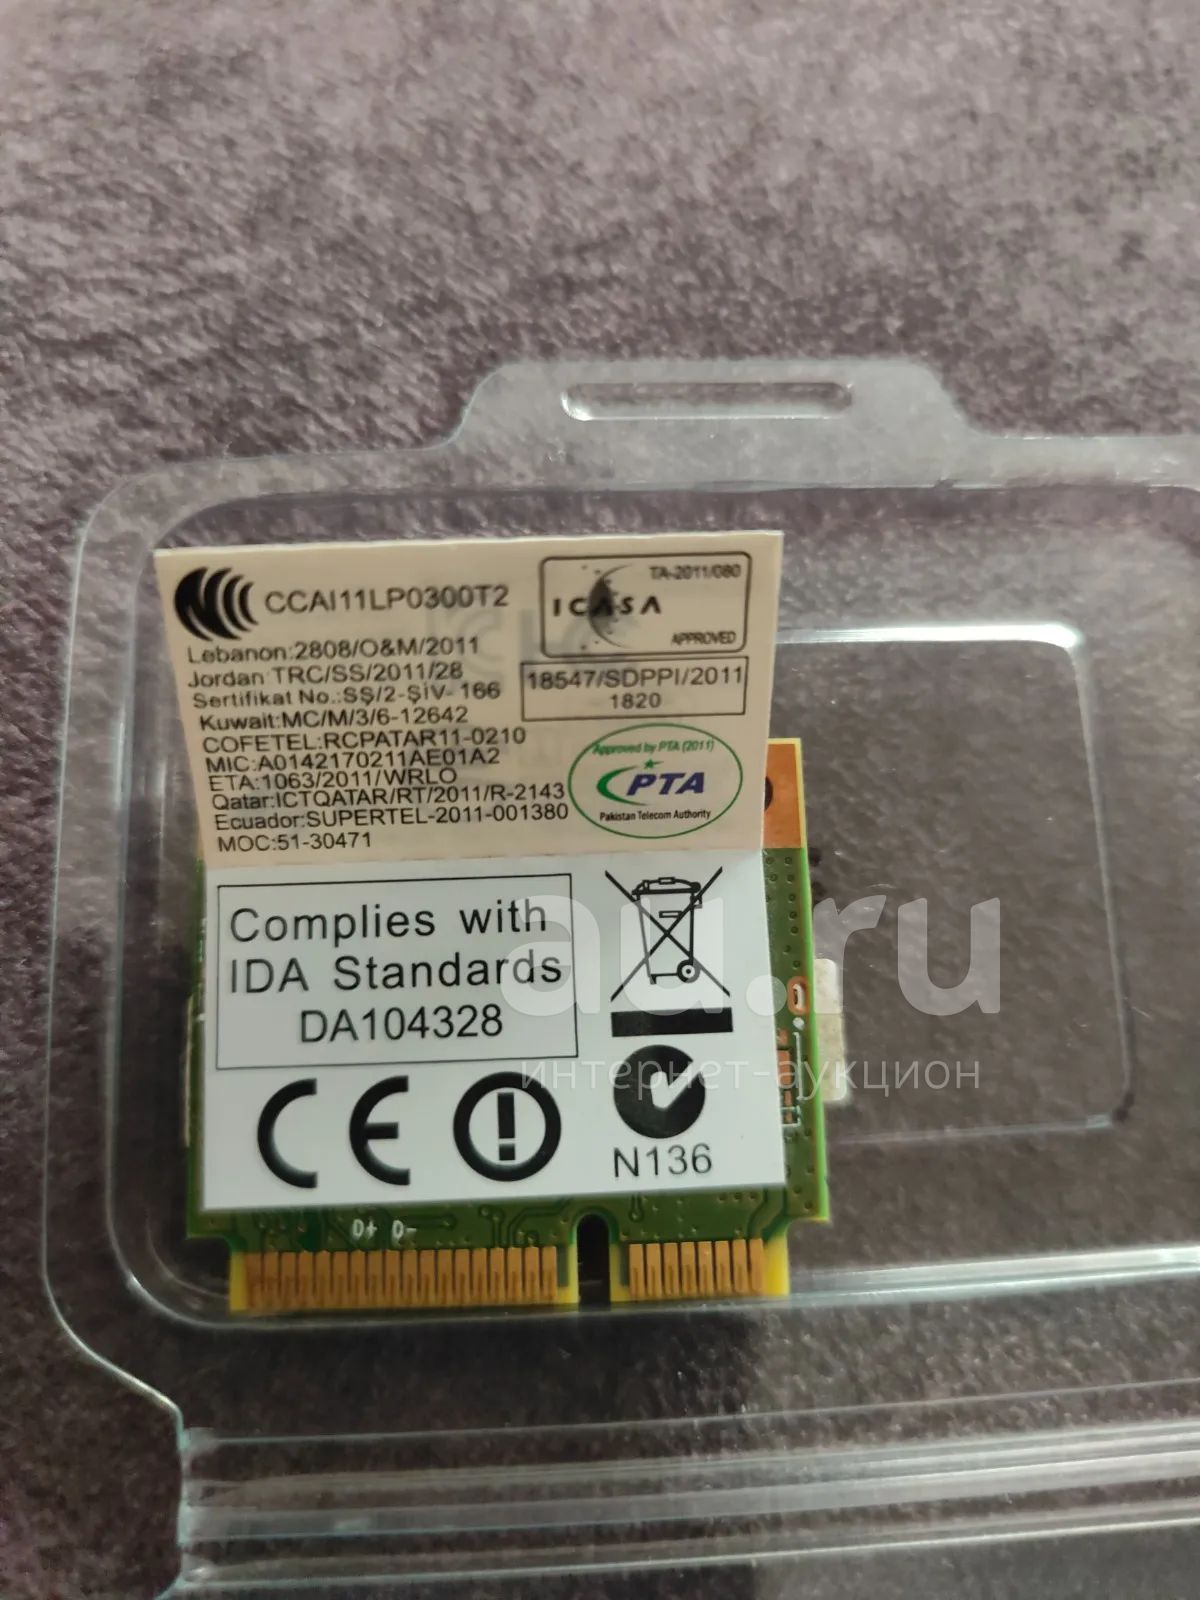 CCAI11LP0300T2
TA-2011/080
ICASA
APPROVED
Lebanon:2808/O&M/2011
Jordan TRC/SS/2011/28
Sertifikat No.:SŞ/2-ŞİV- 166
Kuwait:MC/M/3/6-12642
COFETEL:RCPATAR11-0210
MIC:A0142170211AE01A2
ETA:1063/2011/WRLO
Qatar:ICTQATAR/RT/2011/R-2143
Ecuador:SUPERTEL-2011-001380
MOC:51-30471
18547/SDPPI/2011
1820
Approved by PTA (2011)
PTA
Pakistan Telecom Authority
Complies with
IDA Standards
DA104328
CE
N136
D+ D-
au.ru
интернет-аукцион